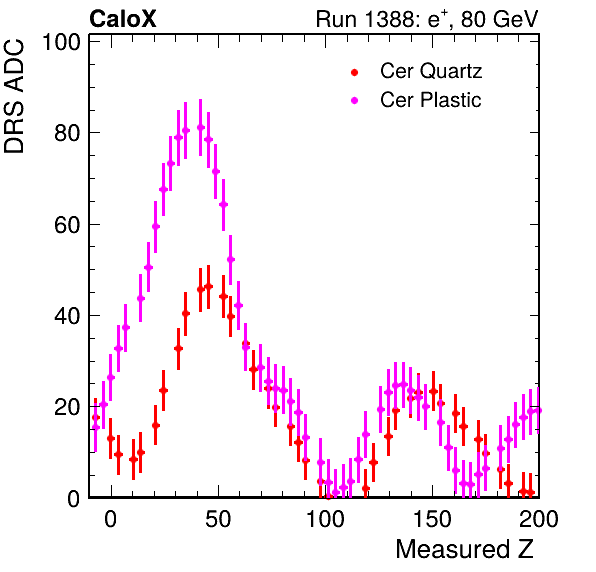 CaloX Run 1388: e⁺, 80 GeV
DRS ADC
100
80
60
40
20
0
Cer Quartz
Cer Plastic
0 50 100 150 200
Measured Z